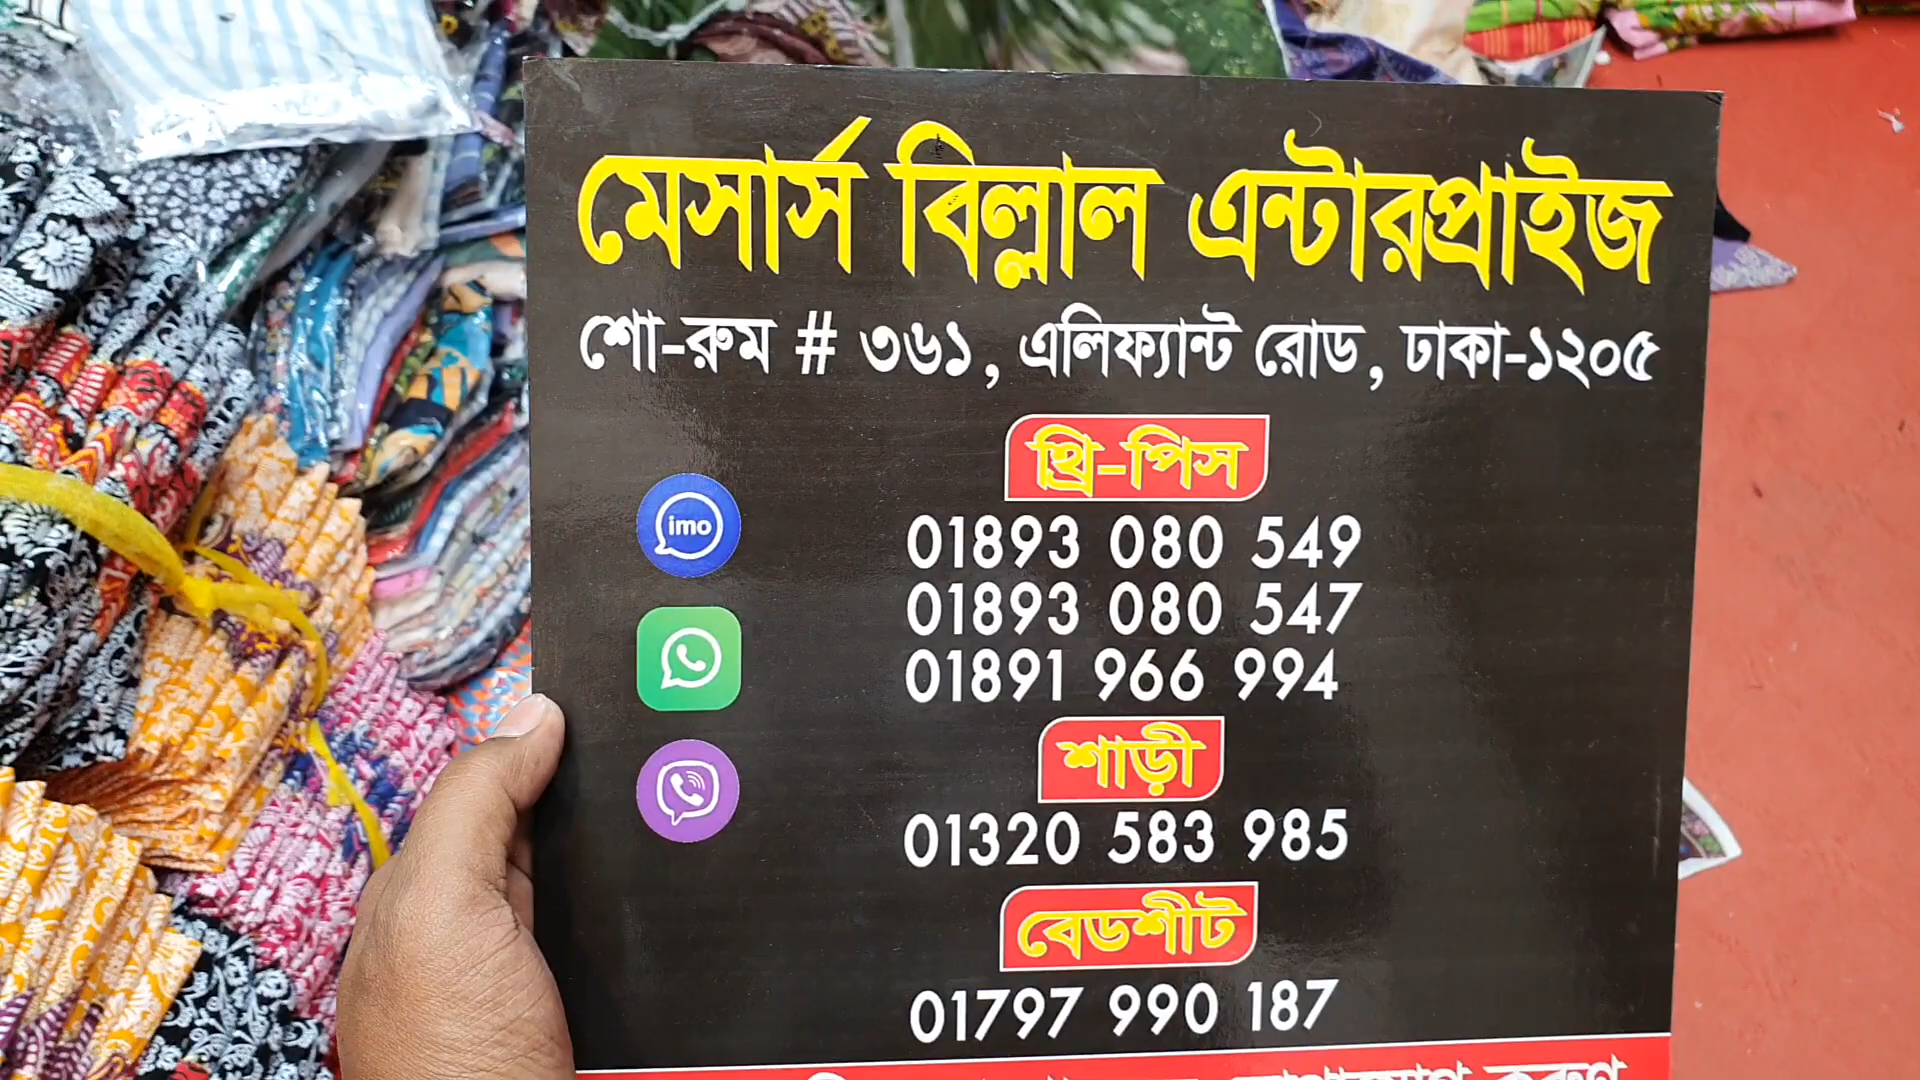 মেসার্স বিল্লাল এন্টারপ্রাইজ
শো-রুম # ৩৬১, এলিফ্যান্ট রোড, ঢাকা-১২০৫
থ্রি-পিস
imo
01893 080 549
01893 080 547
01891 966 994
শাড়ী
01320 583 985
বেডশীট
01797 990 187
যোগাযোগ করুণ